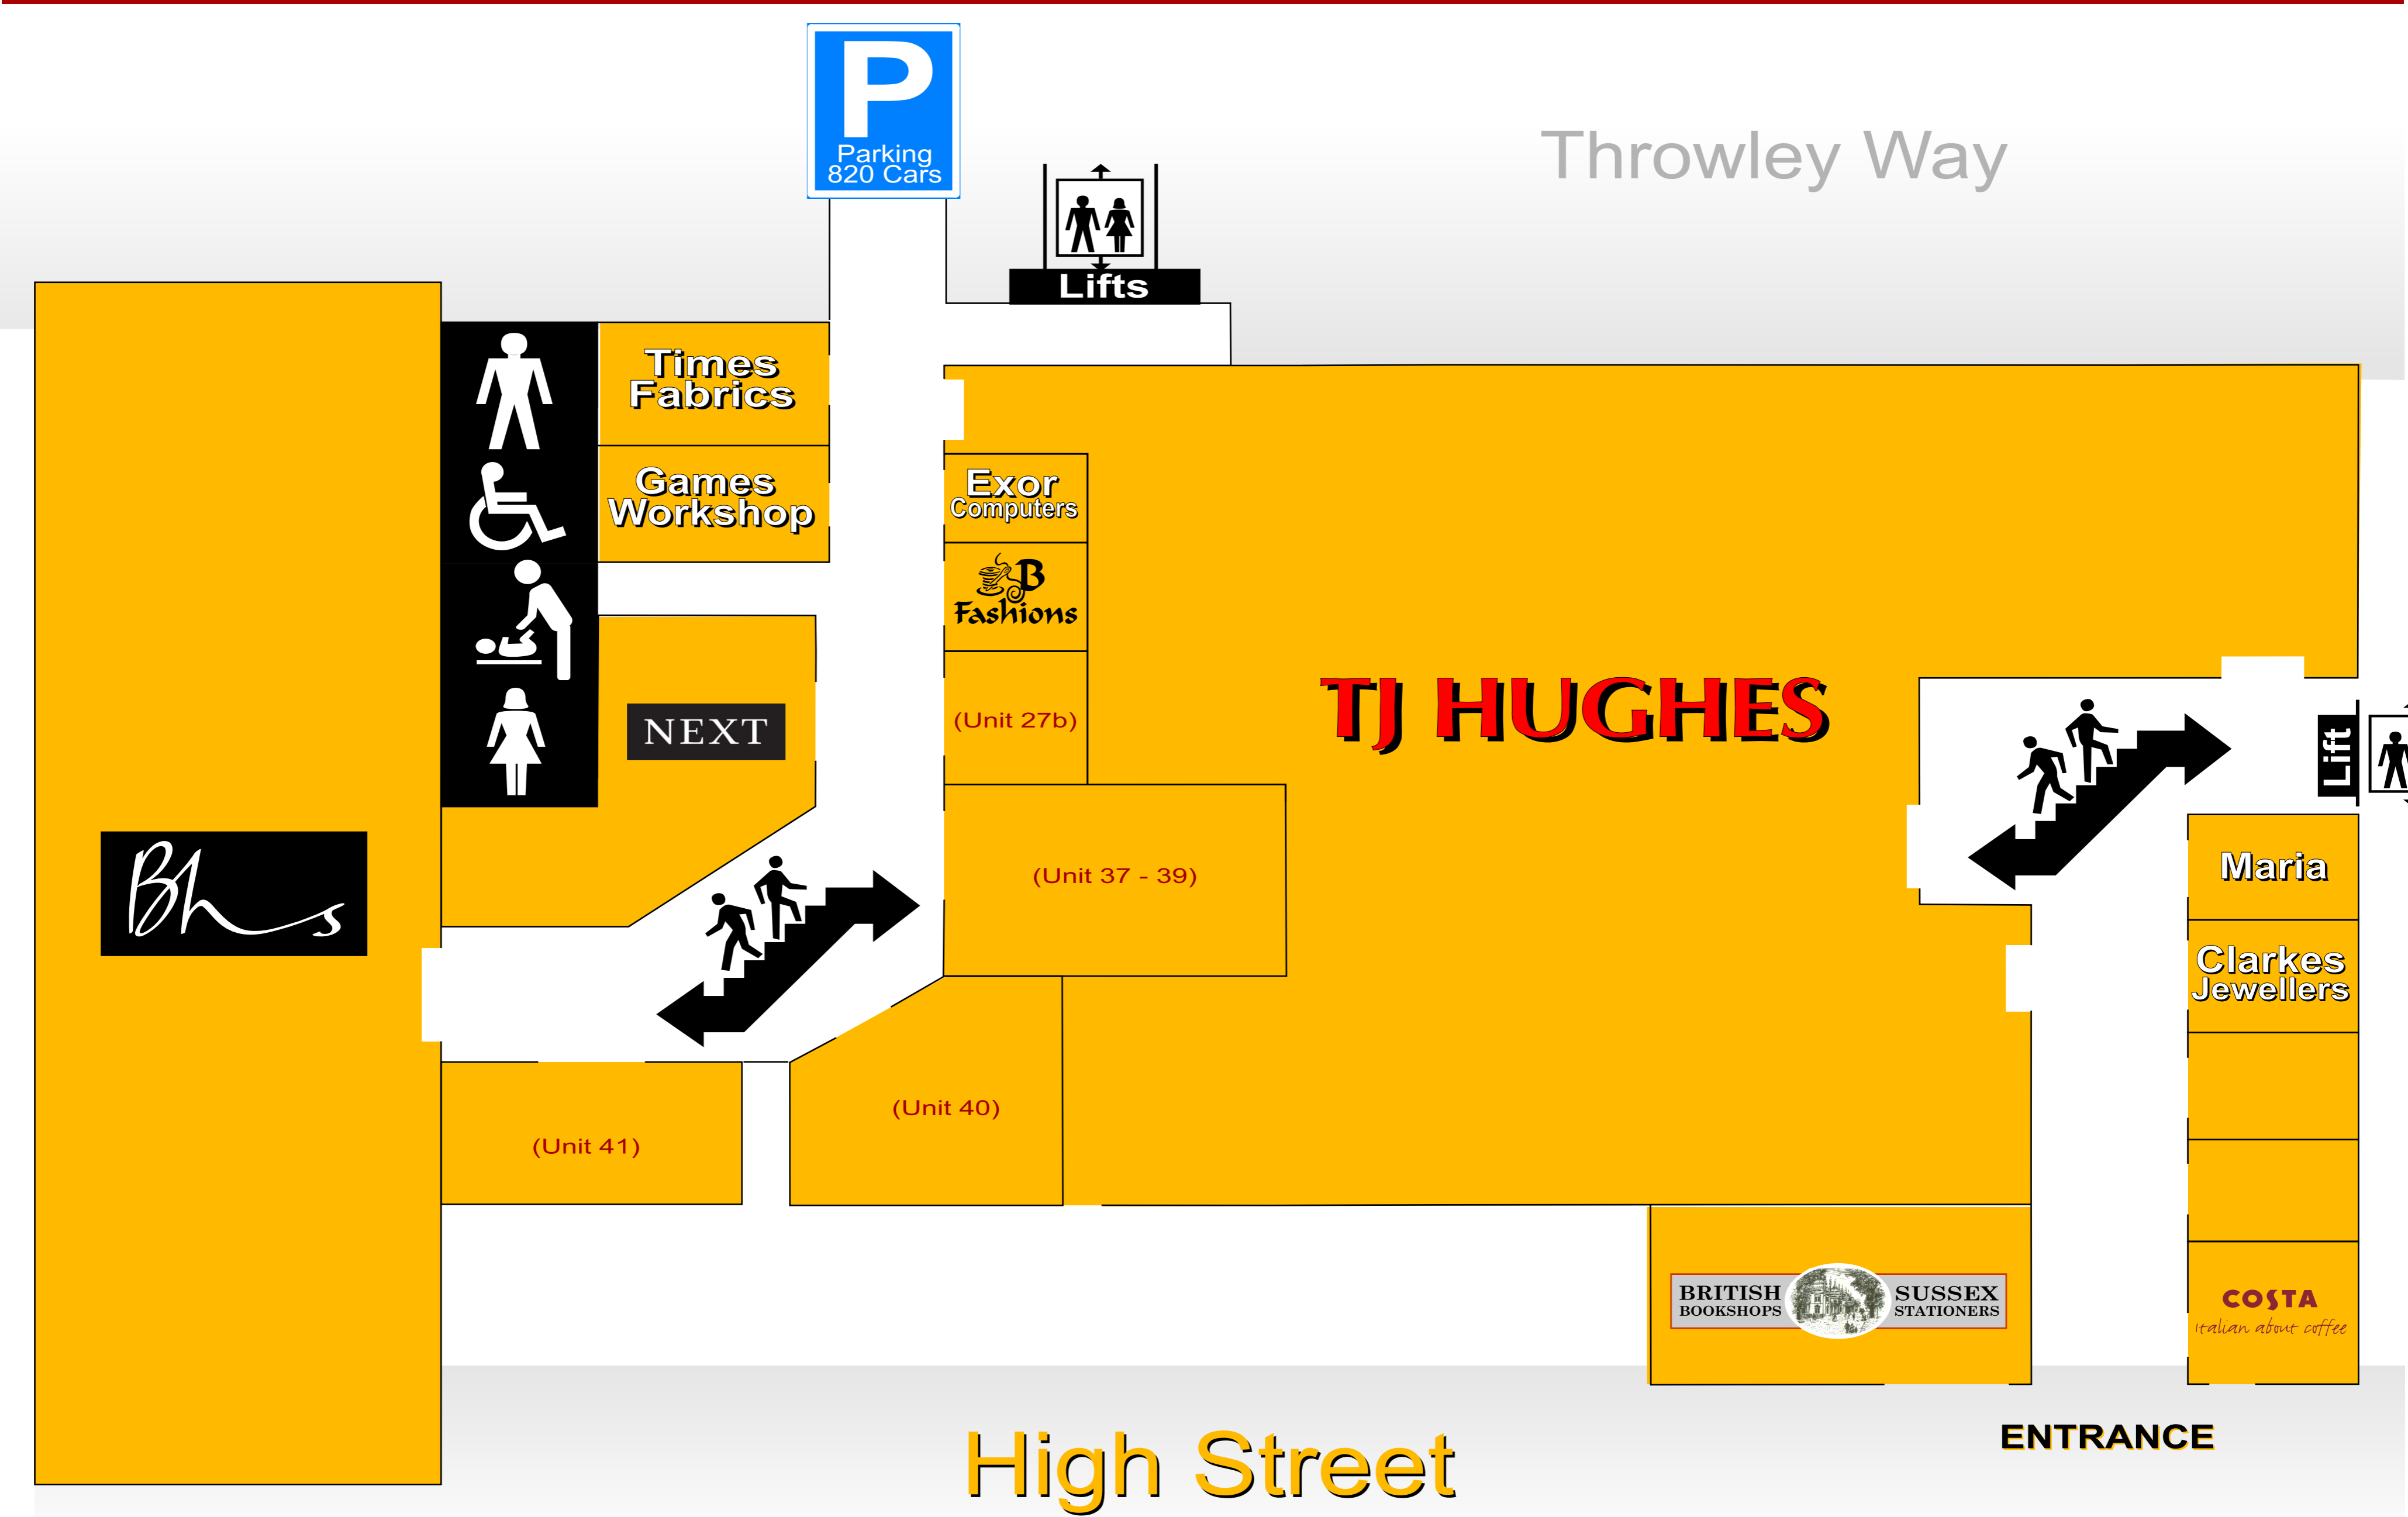 P
Parking
820 Cars
Throwley Way
Lifts
Times
Fabrics
Games
Workshop
Exor
Computers
B
Fashions
(Unit 27b)
NEXT
TJ HUGHES
Lift
Bhs
(Unit 37 - 39)
Maria
Clarkes
Jewellers
(Unit 40)
(Unit 41)
BRITISH
BOOKSHOPS
SUSSEX
STATIONERS
COSTA
Italian about coffee
High Street
ENTRANCE